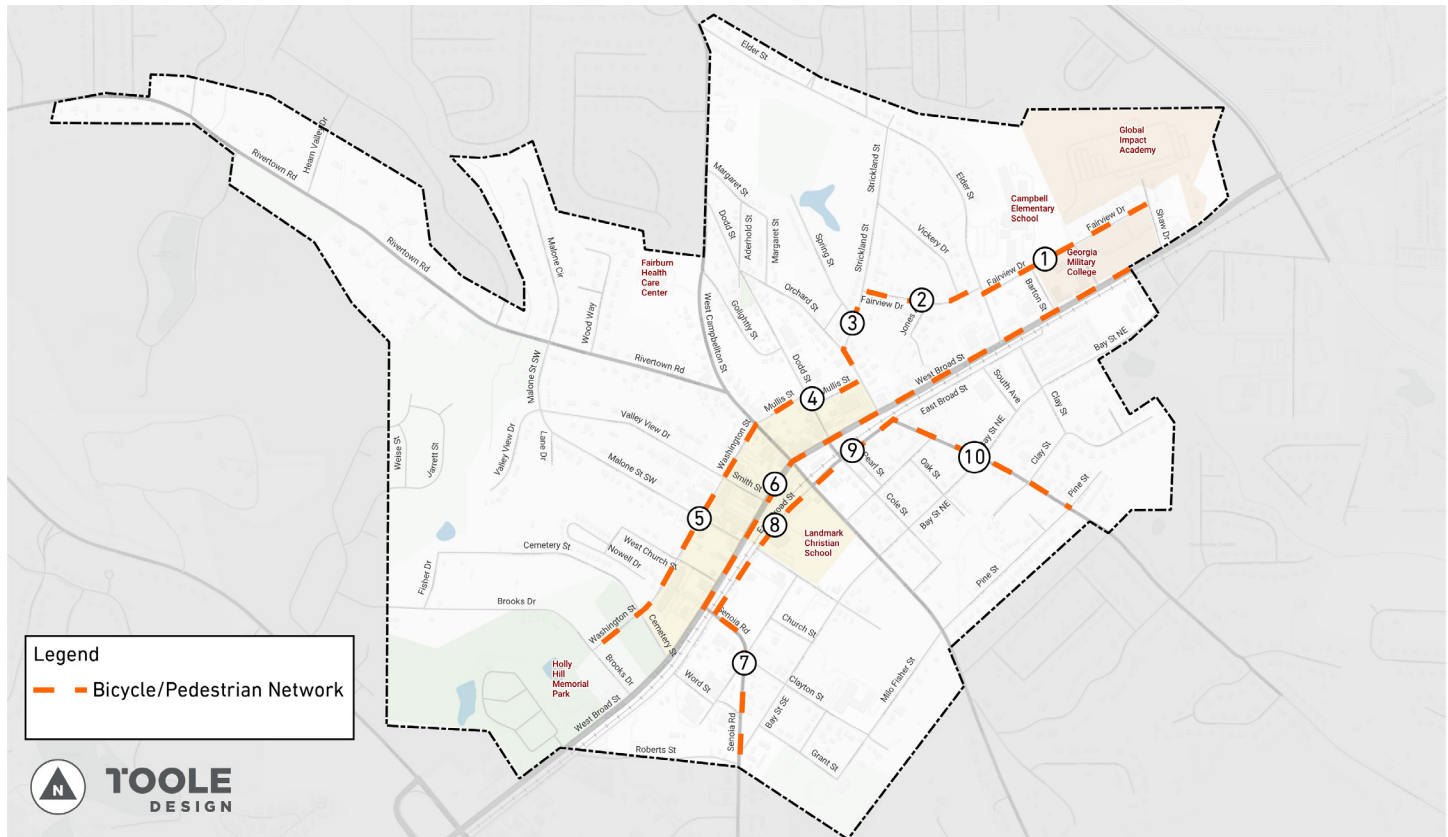 Elder St
Hearn Valley Dr
Rivertown Rd
Global
Impact
Academy
Margaret St
Strickland St
Elder St
Campbell
Elementary
School
Dodd St
Aderhold St
Margaret St
Spring St
Strickland St
Vickery Dr
Fairview Dr
Shaw Dr
Rivertown Rd
Malone Cir
Fairburn
Health
Care
Center
1
Georgia
Military
College
Fairview Dr
Orchard St
Fairview Dr
2
Barton St
Wood Way
West Campbellton St
Golightly St
3
Jones
Bay St NE
Rivertown Rd
Dodd St
West Broad St
Malone St SW
Mullis St
4
Mullis St
South Ave
East Broad St
Clay St
Valley View Dr
Washington St
Bay St NE
Weise St
Jarrett St
Valley View Dr
Lane Dr
9
Pearl St
10
Clay St
Malone St SW
Smith St
6
Oak St
Pine St
Cole St
5
8
Bay St NE
Landmark
Christian
School
Cemetery St
West Church St
Nowell Dr
Fisher Dr
Pine St
Brooks Dr
Washington St
Cemetery St
Senoia Rd
Church St
Legend
Bicycle/Pedestrian Network
Holly
Hill
Memorial
Park
Brooks Dr
7
Word St
Clayton St
Milo Fisher St
West Broad St
Senoia Rd
Bay St SE
Roberts St
Grant St
N
TOOLE
DESIGN